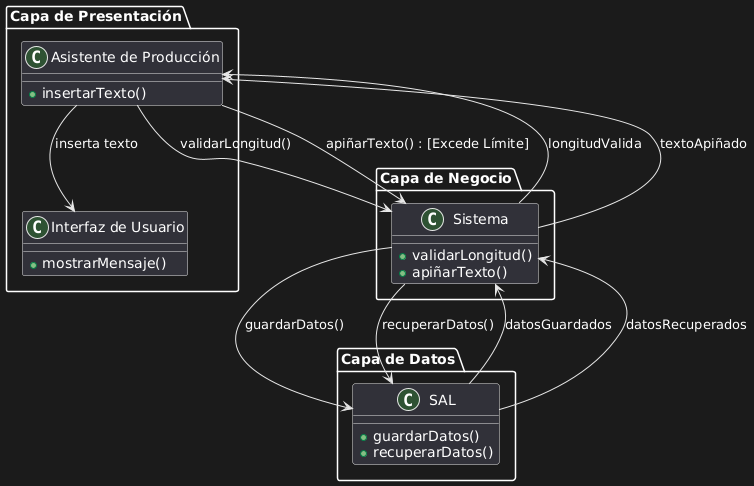 Capa de Presentación
C Asistente de Producción
insertarTexto()
inserta texto
validarLongitud()
apiñarTexto() : [Excede Límite]
longitudValida
textoApiñado
C Interfaz de Usuario
mostrarMensaje()
Capa de Negocio
C Sistema
validarLongitud()
apiñarTexto()
guardarDatos()
recuperarDatos()
datosGuardados
datosRecuperados
Capa de Datos
C SAL
guardarDatos()
recuperarDatos()